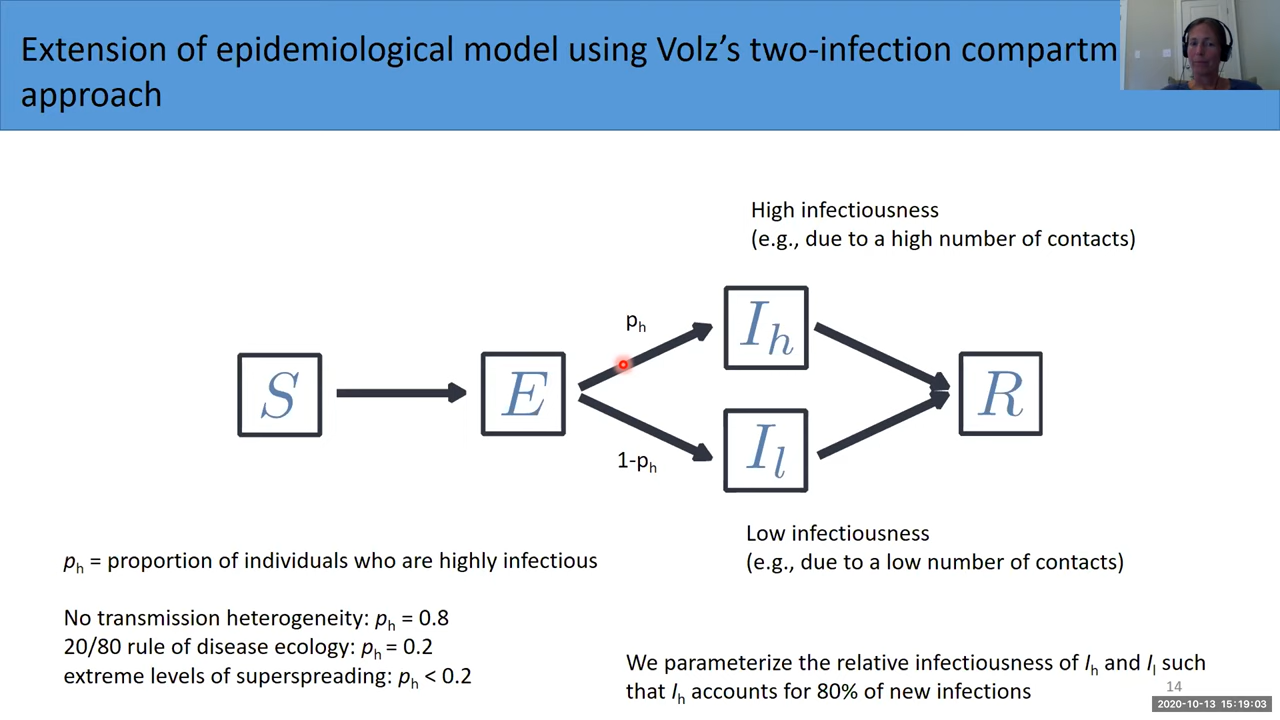 Extension of epidemiological model using Volz's two-infection compartm
approach
High infectiousness
(e.g., due to a high number of contacts)
p_h
I_h
S
E
R
I_l
1-p_h
Low infectiousness
(e.g., due to a low number of contacts)
p_h = proportion of individuals who are highly infectious
No transmission heterogeneity: p_h = 0.8
20/80 rule of disease ecology: p_h = 0.2
extreme levels of superspreading: p_h < 0.2
We parameterize the relative infectiousness of I_h and I_l such
that I_h accounts for 80% of new infections
14
2020-10-13 15:19:03